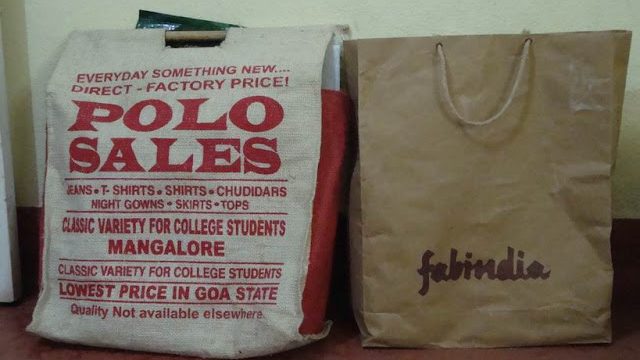 EVERYDAY SOMETHING NEW....
DIRECT - FACTORY PRICE!
POLO
SALES
JEANS • T- SHIRTS • SHIRTS • CHUDIDARS
NIGHT GOWNS • SKIRTS • TOPS
CLASSIC VARIETY FOR COLLEGE STUDENTS
MANGALORE
CLASSIC VARIETY FOR COLLEGE STUDENTS
LOWEST PRICE IN GOA STATE
Quality Not available elsewhere.
fabindia